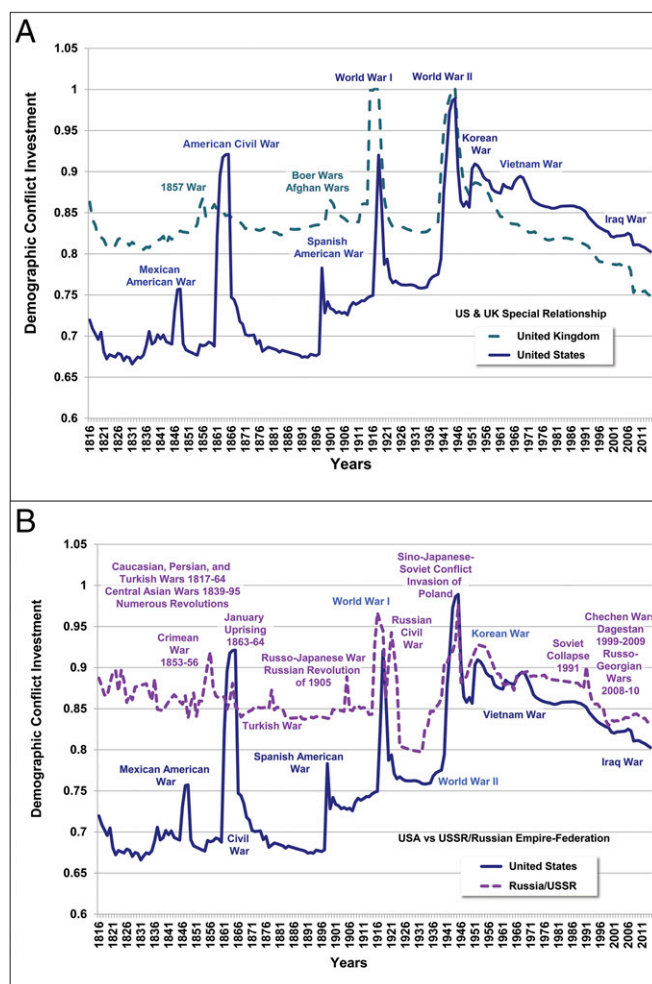 A
1.05
1
0.95
0.9
0.85
0.8
0.75
0.7
0.65
0.6
Demographic Conflict Investment
World War I
World War II
American Civil War
Korean
War
Vietnam War
1857 War
Boer Wars
Afghan Wars
Iraq War
Spanish
American War
Mexican
American War
US & UK Special Relationship
United Kingdom
United States
1816
1821
1826
1831
1836
1841
1846
1851
1856
1861
1866
1871
1876
1881
1886
1891
1896
1901
1906
1911
1916
1921
1926
1931
1936
1941
1946
1951
1956
1961
1966
1971
1976
1981
1986
1991
1996
2001
2006
2011
Years
B
1.05
1
0.95
0.9
0.85
0.8
0.75
0.7
0.65
0.6
Demographic Conflict Investment
Caucasian, Persian, and
Turkish Wars 1817-64
Central Asian Wars 1839-95
Numerous Revolutions
Sino-Japanese-
Soviet Conflict
Invasion of
Poland
January
Uprising
1863-64
World War I
Russian
Civil
War
Crimean
War
1853-56
Russo-Japanese War
Russian Revolution
of 1905
Korean War
Soviet
Collapse
1991
Chechen Wars
Dagestan
1999-2009
Russo-
Georgian
Wars
2008-10
Turkish War
Vietnam War
Mexican American
War
Spanish American
War
World War II
Iraq War
Civil
War
USA vs USSR/Russian Empire-Federation
United States
Russia/USSR
1816
1821
1826
1831
1836
1841
1846
1851
1856
1861
1866
1871
1876
1881
1886
1891
1896
1901
1906
1911
1916
1921
1926
1931
1936
1941
1946
1951
1956
1961
1966
1971
1976
1981
1986
1991
1996
2001
2006
2011
Years